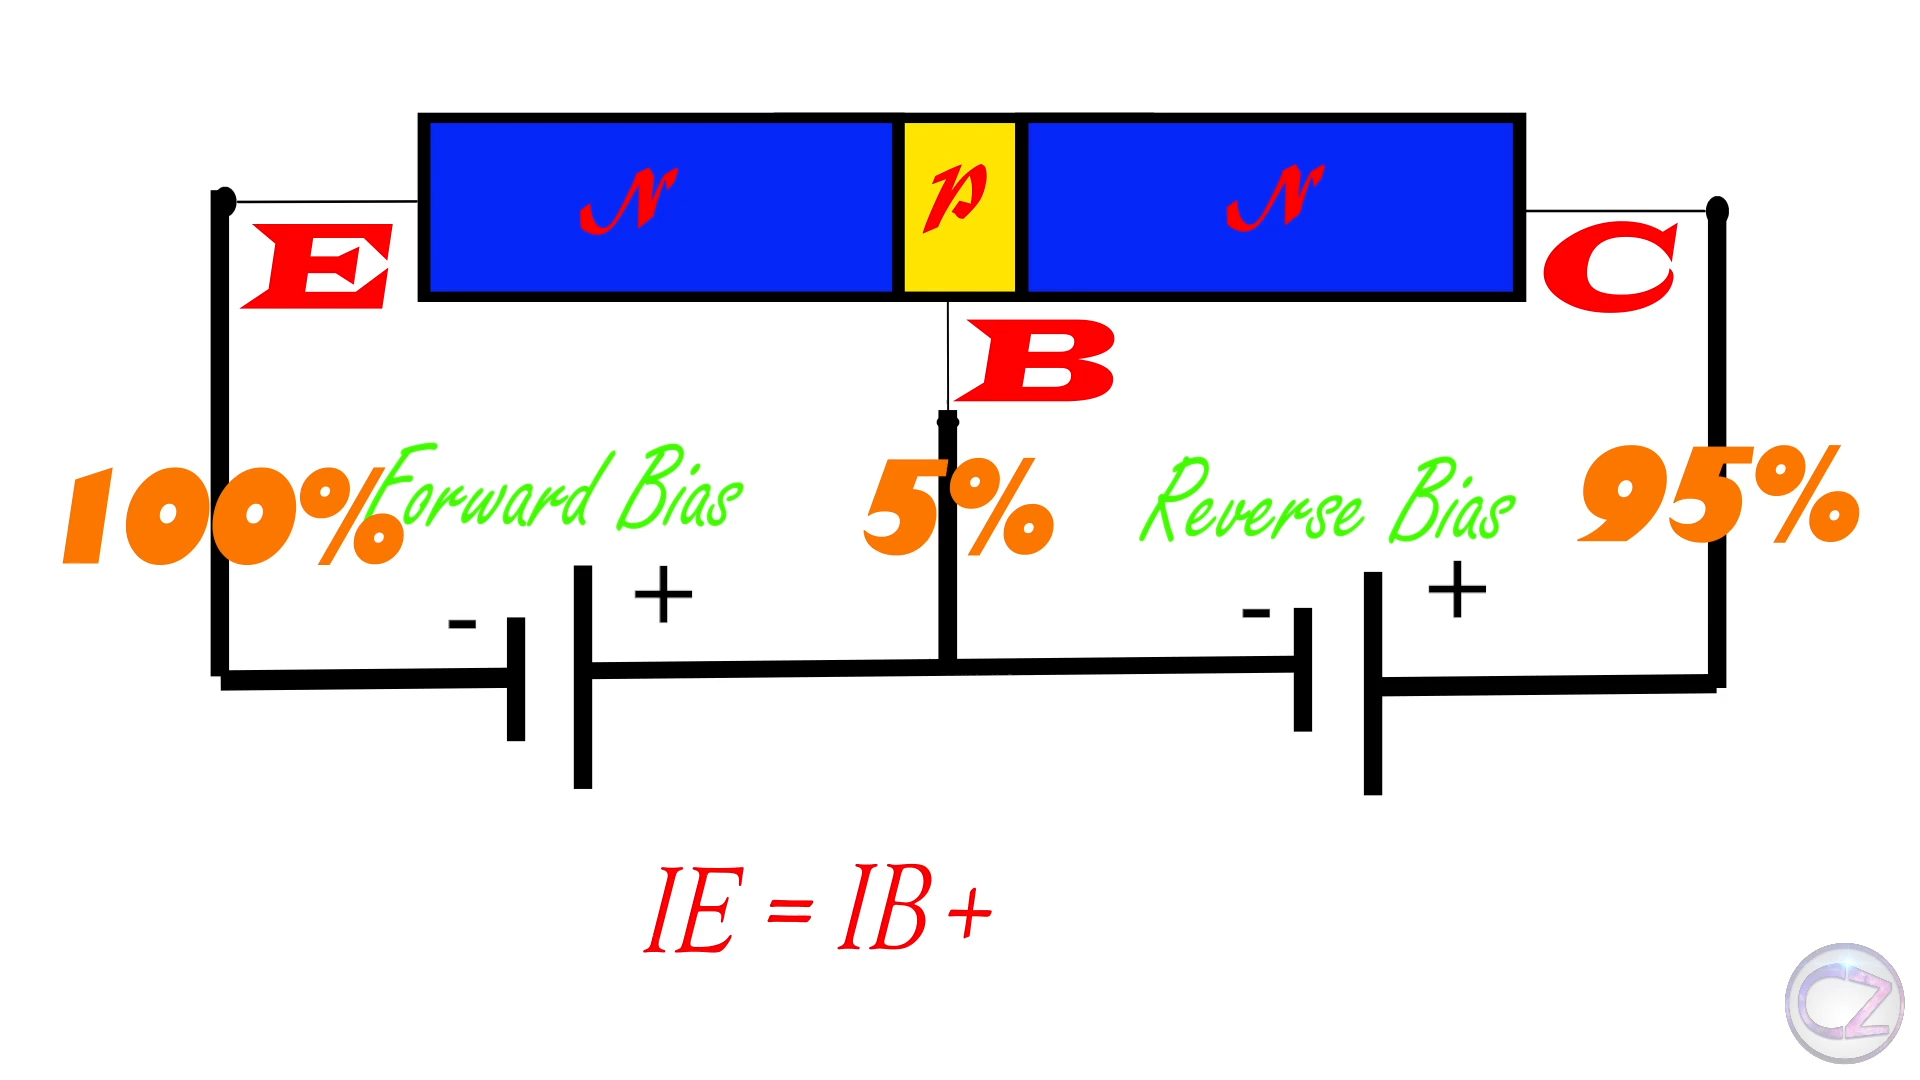 N P N
E C
B
100% Forward Bias 5% Reverse Bias 95%
- + - +
IE = IB +
CZ